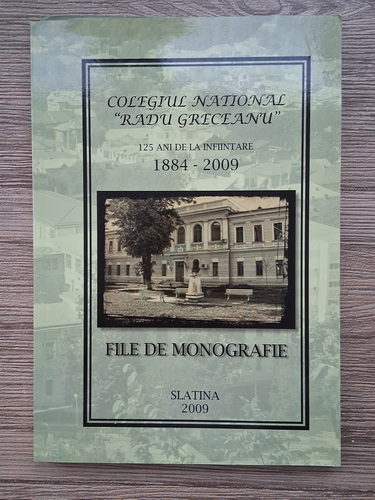 COLEGIUL NATIONAL
"RADU GRECEANU"
125 ANI DE LA INFIINTARE
1884 - 2009
FILE DE MONOGRAFIE
SLATINA
2009